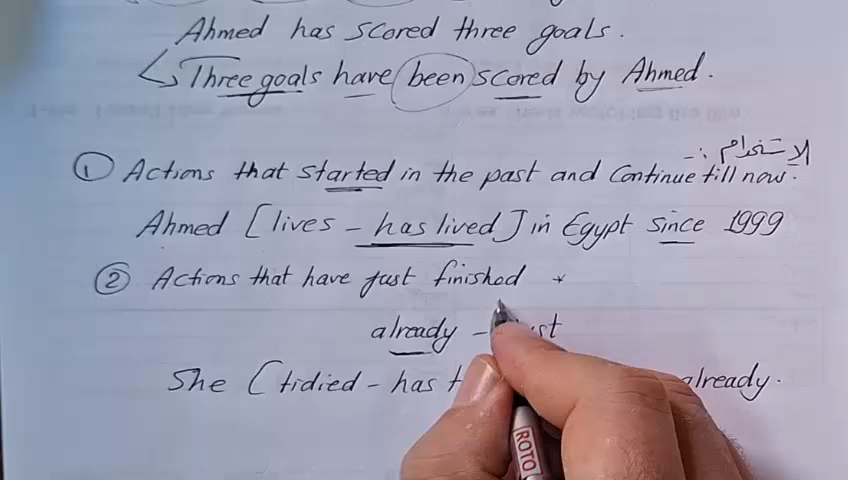 Ahmed has scored three goals.
Three goals have been scored by Ahmed.
الاستخدام :-
① Actions that started in the past and Continue till now.
Ahmed [lives - has lived] in Egypt since 1999
② Actions that have just finished *
already -
She (tidied - has already.
ROTO